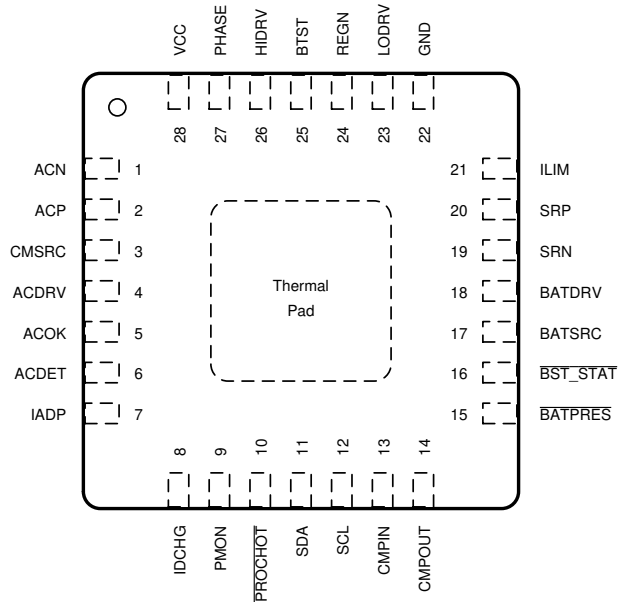 VCC
PHASE
HIDRV
BTST
REGN
LODRV
GND
28
27
26
25
24
23
22
ACN 1
ACP 2
CMSRC 3
ACDRV 4
ACOK 5
ACDET 6
IADP 7
21 ILIM
20 SRP
19 SRN
18 BATDRV
17 BATSRC
16 BST_STAT
15 BATPRES
Thermal
Pad
8
9
10
11
12
13
14
IDCHG
PMON
PROCHOT
SDA
SCL
CMPIN
CMPOUT